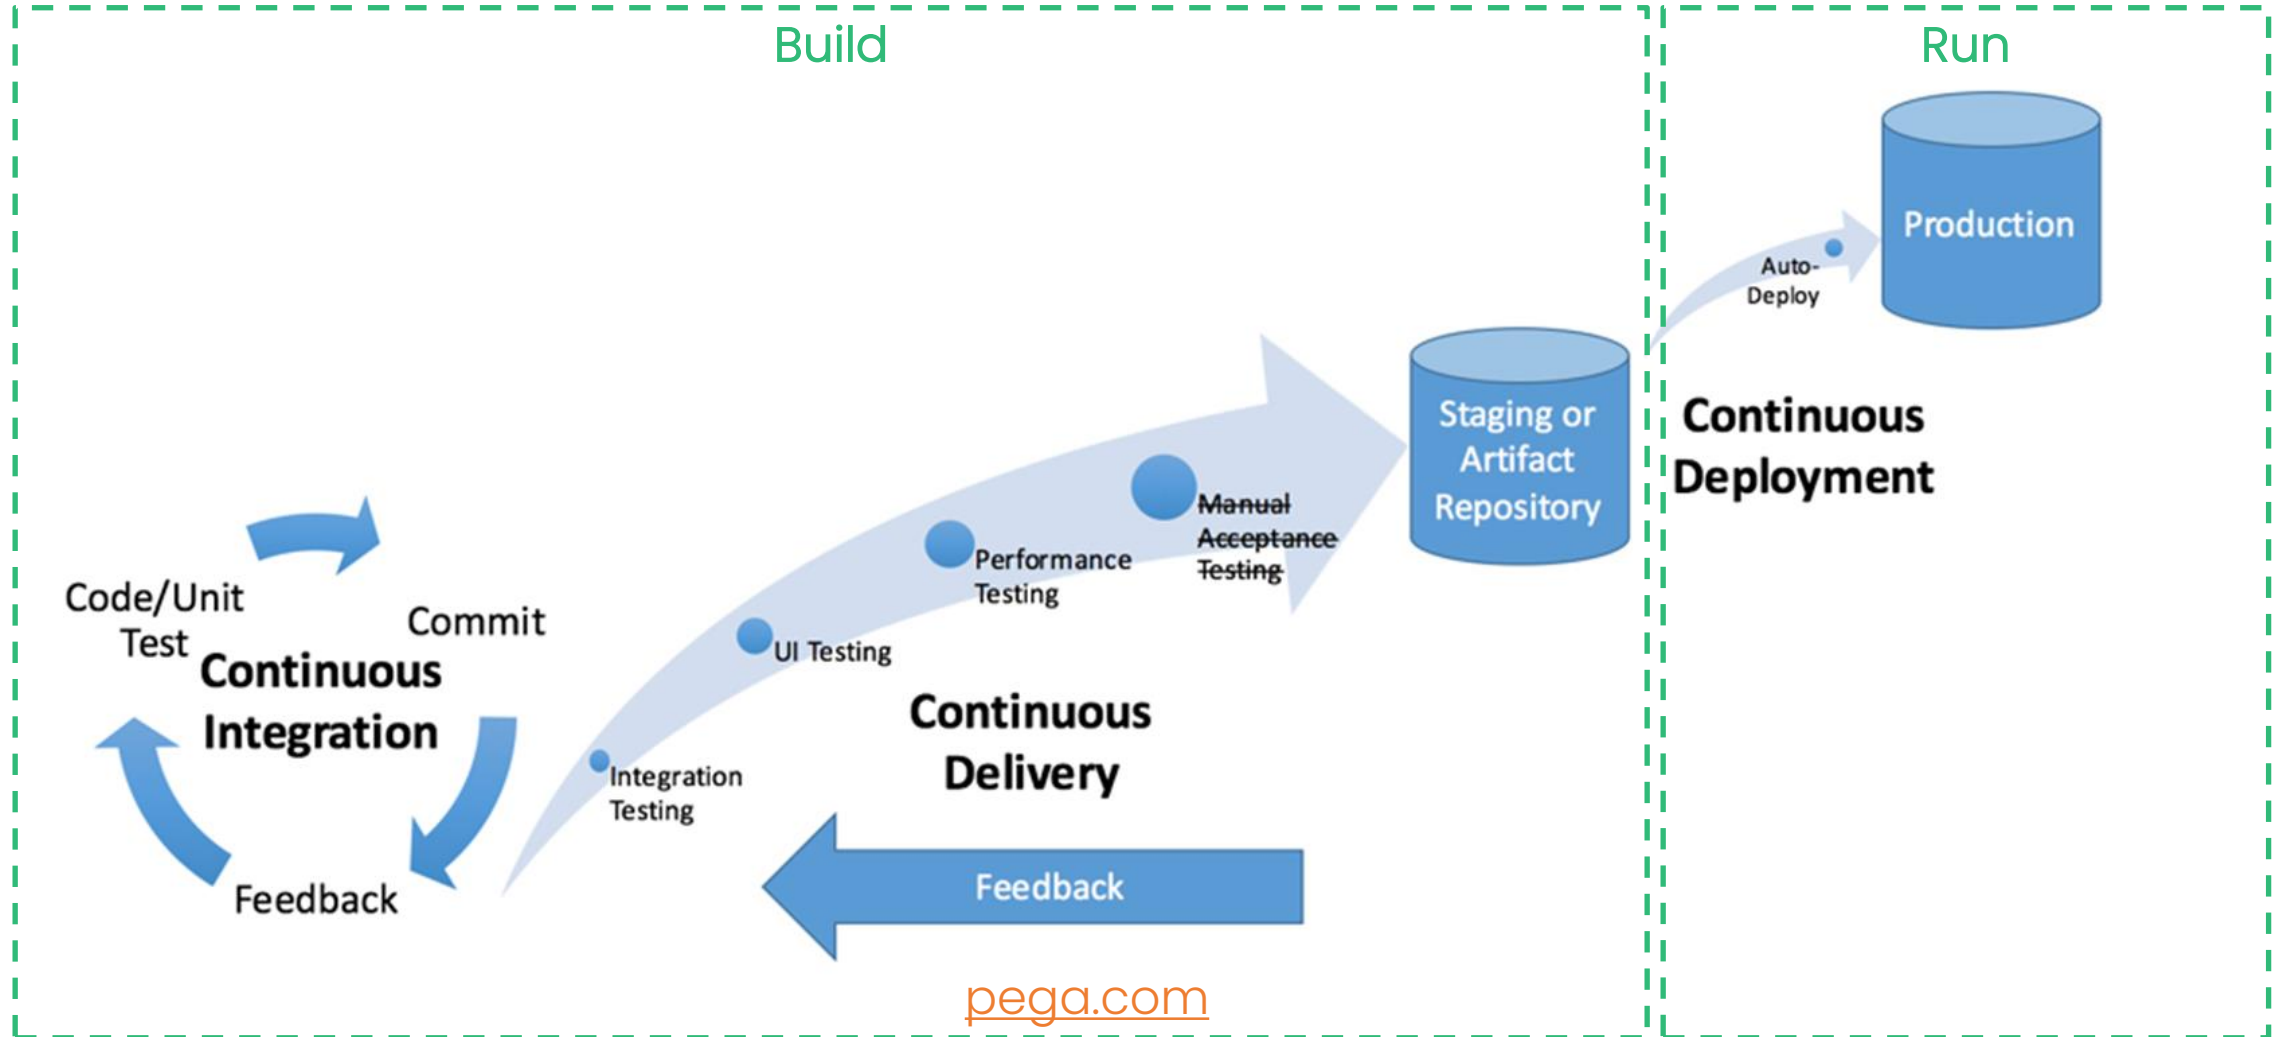 Build
Run
Production
Auto-
Deploy
Continuous
Deployment
Staging or
Artifact
Repository
Manual
Acceptance
Testing
Performance
Testing
UI Testing
Integration
Testing
Continuous
Delivery
Feedback
Code/Unit
Test
Commit
Continuous
Integration
Feedback
pega.com